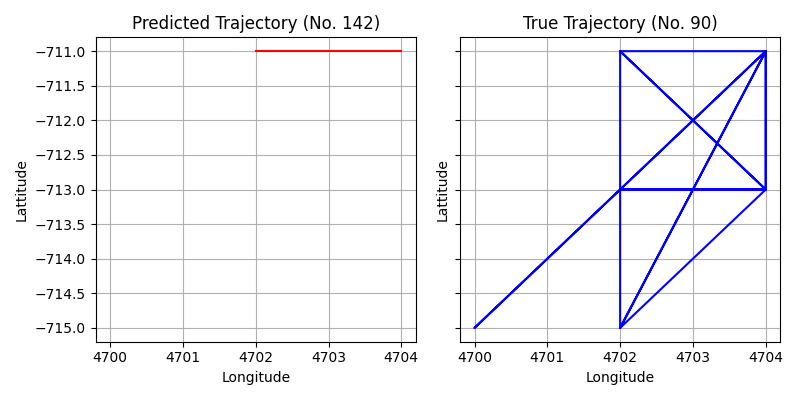 Predicted Trajectory (No. 142)
True Trajectory (No. 90)
−711.0
−711.5
−712.0
−712.5
−713.0
−713.5
−714.0
−714.5
−715.0
Lattitude
Lattitude
4700 4701 4702 4703 4704
4700 4701 4702 4703 4704
Longitude
Longitude